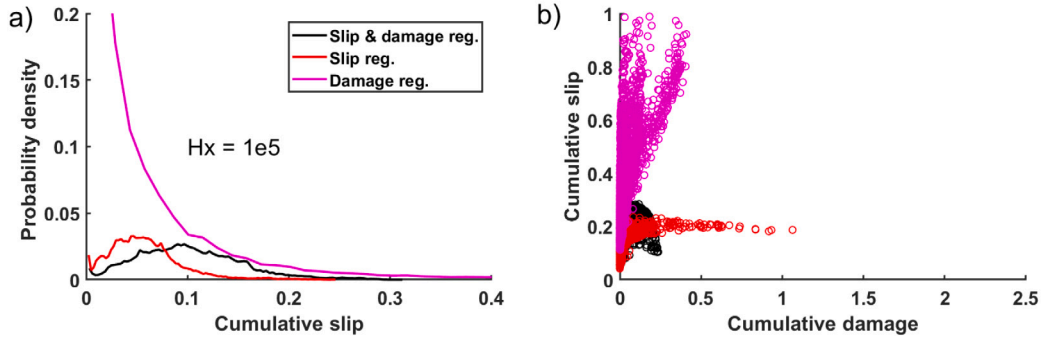 a)
0.2
0.15
0.1
0.05
0
Probability density
Slip & damage reg.
Slip reg.
Damage reg.
Hx = 1e5
0 0.1 0.2 0.3 0.4
Cumulative slip
b)
1
0.8
0.6
0.4
0.2
0
Cumulative slip
0 0.5 1 1.5 2 2.5
Cumulative damage